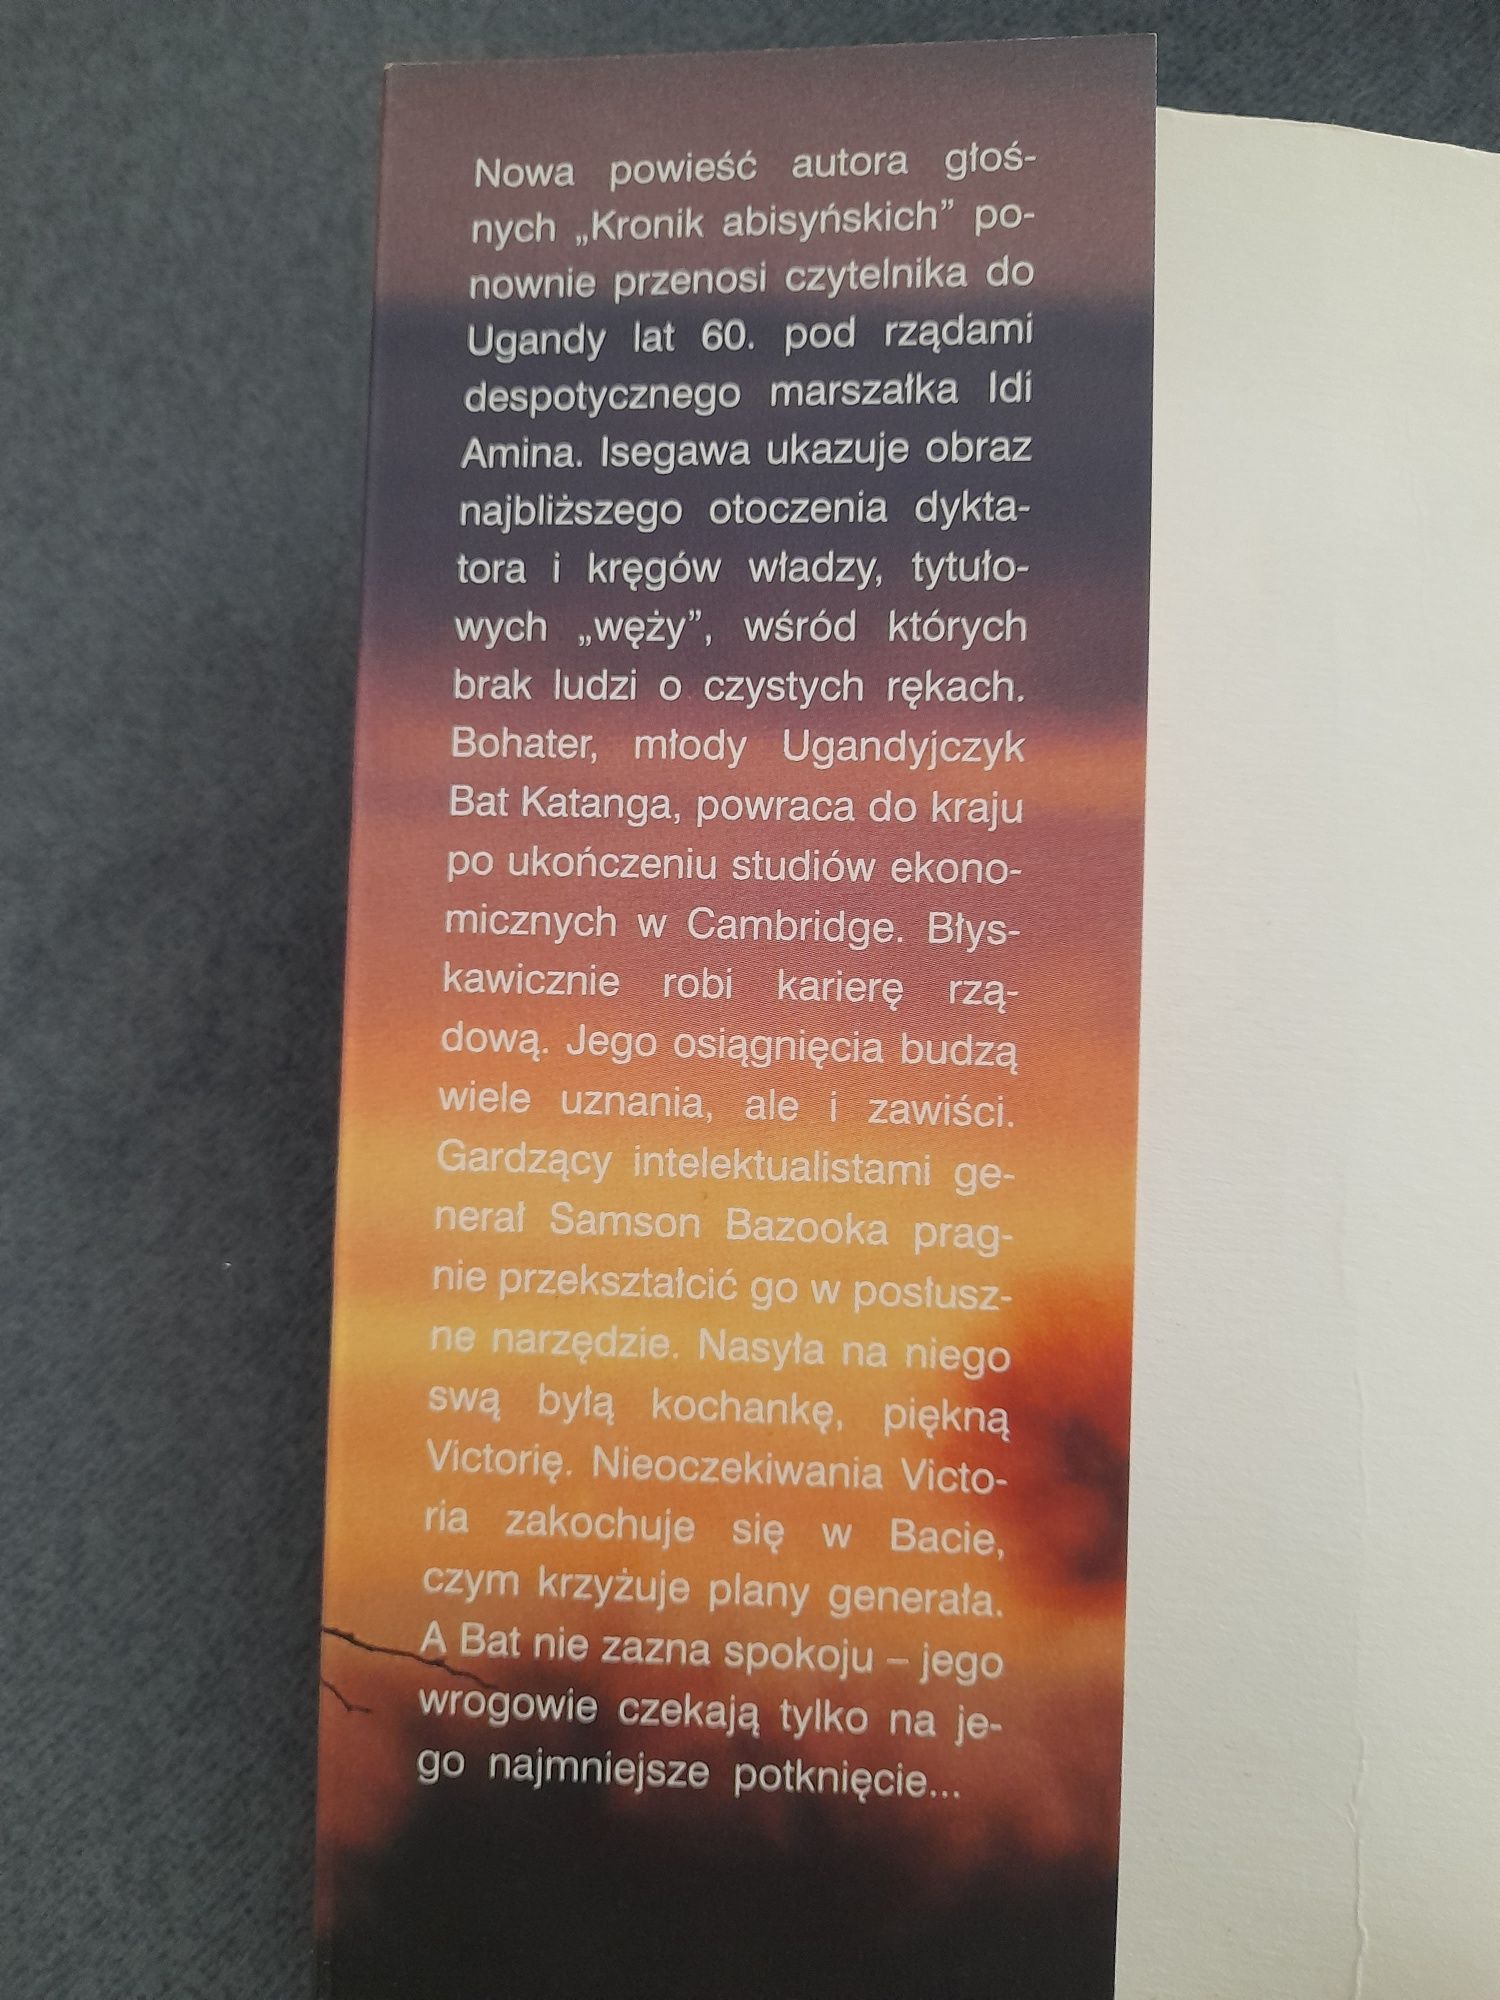 Nowa powieść autora głoś-
nych „Kronik abisyńskich” po-
nownie przenosi czytelnika do
Ugandy lat 60. pod rządami
despotycznego marszałka Idi
Amina. Isegawa ukazuje obraz
najbliższego otoczenia dykta-
tora i kręgów władzy, tytuło-
wych „węży”, wśród których
brak ludzi o czystych rękach.
Bohater, młody Ugandyjczyk
Bat Katanga, powraca do kraju
po ukończeniu studiów ekono-
micznych w Cambridge. Błys-
kawicznie robi karierę rzą-
dową. Jego osiągnięcia budzą
wiele uznania, ale i zawiści.
Gardzący intelektualistami ge-
nerał Samson Bazooka prag-
nie przekształcić go w posłusz-
ne narzędzie. Nasyła na niego
swą byłą kochankę, piękną
Victorię. Nieoczekiwania Victo-
ria zakochuje się w Bacie,
czym krzyżuje plany generała.
A Bat nie zazna spokoju – jego
wrogowie czekają tylko na je-
go najmniejsze potknięcie...